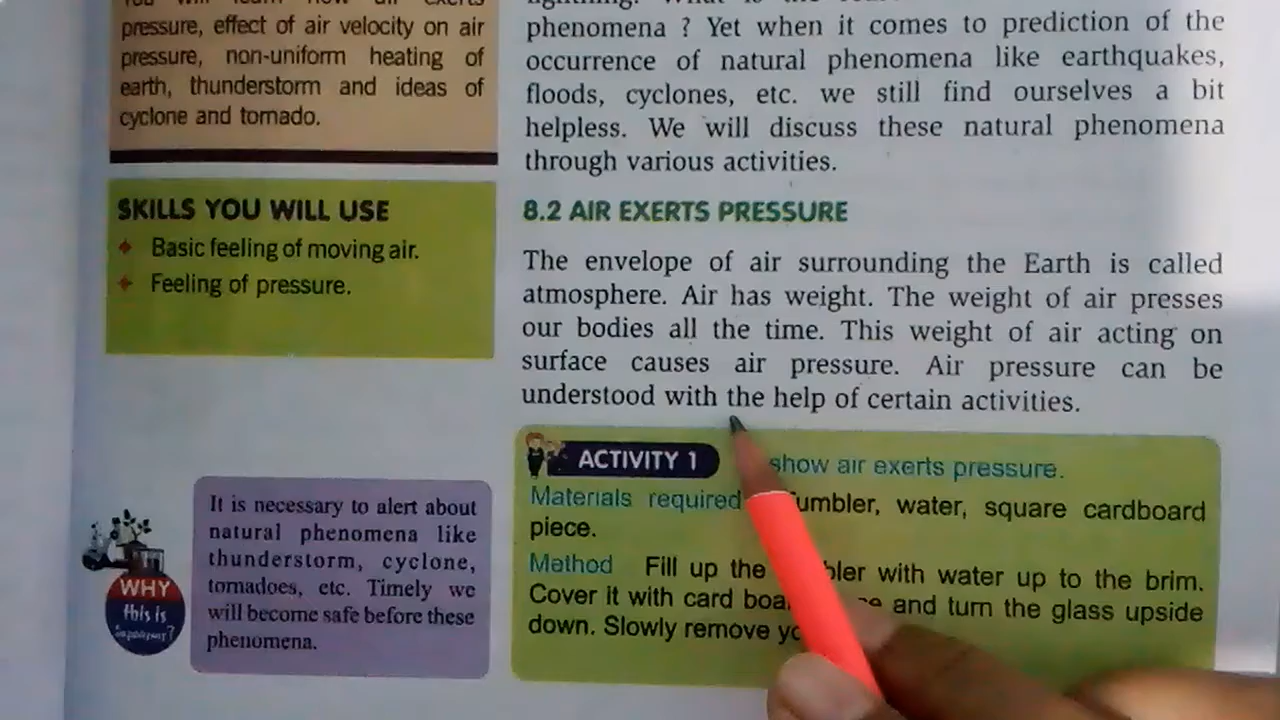 You will learn how air exerts
pressure, effect of air velocity on air
pressure, non-uniform heating of
earth, thunderstorm and ideas of
cyclone and tornado.
SKILLS YOU WILL USE
Basic feeling of moving air.
Feeling of pressure.
It is necessary to alert about
natural phenomena like
thunderstorm, cyclone,
tornadoes, etc. Timely we
will become safe before these
phenomena.
WHY
this is
important?
phenomena ? Yet when it comes to prediction of the
occurrence of natural phenomena like earthquakes,
floods, cyclones, etc. we still find ourselves a bit
helpless. We will discuss these natural phenomena
through various activities.
8.2 AIR EXERTS PRESSURE
The envelope of air surrounding the Earth is called
atmosphere. Air has weight. The weight of air presses
our bodies all the time. This weight of air acting on
surface causes air pressure. Air pressure can be
understood with the help of certain activities.
ACTIVITY 1 show air exerts pressure.
Materials required Tumbler, water, square cardboard
piece.
Method Fill up the with water up to the brim.
Cover it with card and turn the glass upside
down. Slowly remove